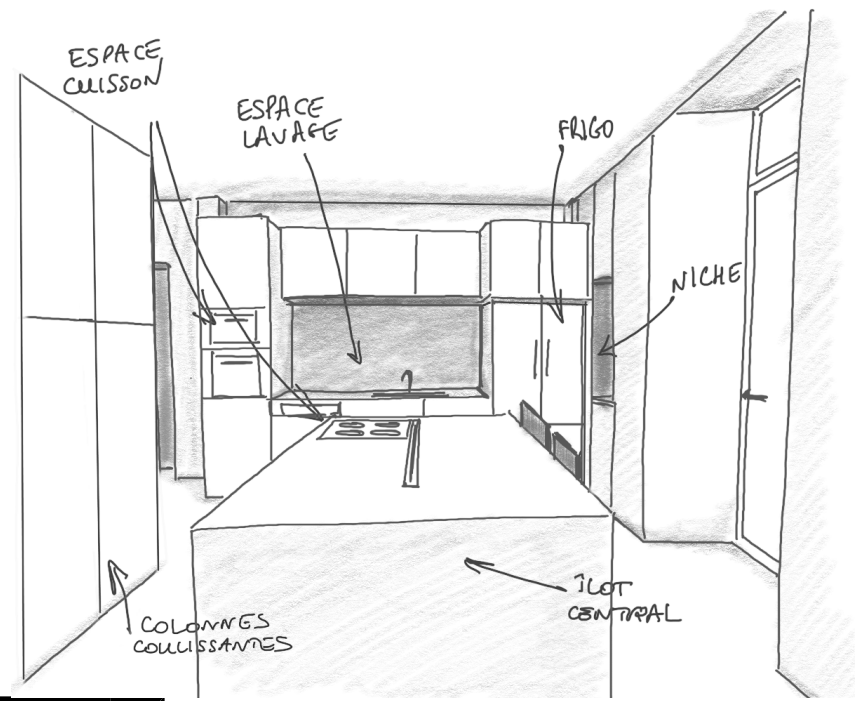 ESPACE
CUISSON
ESPACE
LAVAGE
FRIGO
NICHE
ÎLOT
CENTRAL
COLONNES
COULISSANTES